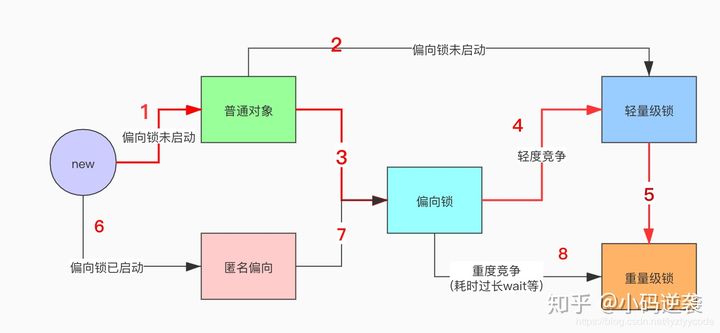 2
偏向锁未启动
1
普通对象
轻量级锁
偏向锁未启动
4
new
3
轻度竞争
5
偏向锁
6
7
8
偏向锁已启动
匿名偏向
重度竞争
(耗时过长wait等)
重量级锁
知乎 @小码逆袭